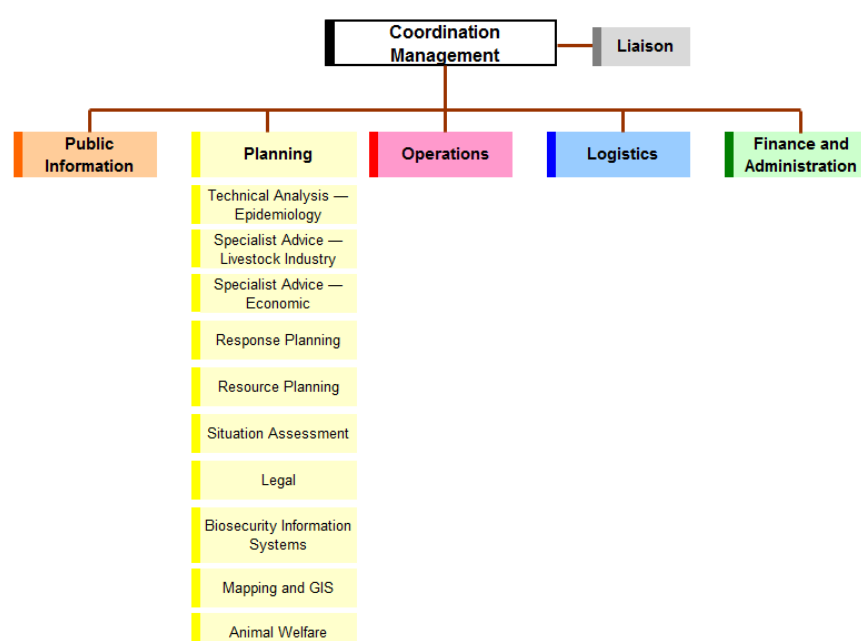 Coordination
Management
Liaison
Public
Information
Planning
Operations
Logistics
Finance and
Administration
Technical Analysis —
Epidemiology
Specialist Advice —
Livestock Industry
Specialist Advice —
Economic
Response Planning
Resource Planning
Situation Assessment
Legal
Biosecurity Information
Systems
Mapping and GIS
Animal Welfare